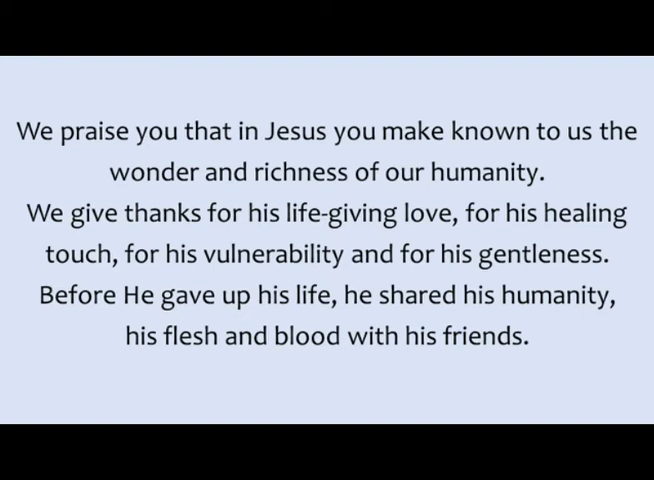 We praise you that in Jesus you make known to us the
wonder and richness of our humanity.
We give thanks for his life-giving love, for his healing
touch, for his vulnerability and for his gentleness.
Before He gave up his life, he shared his humanity,
his flesh and blood with his friends.